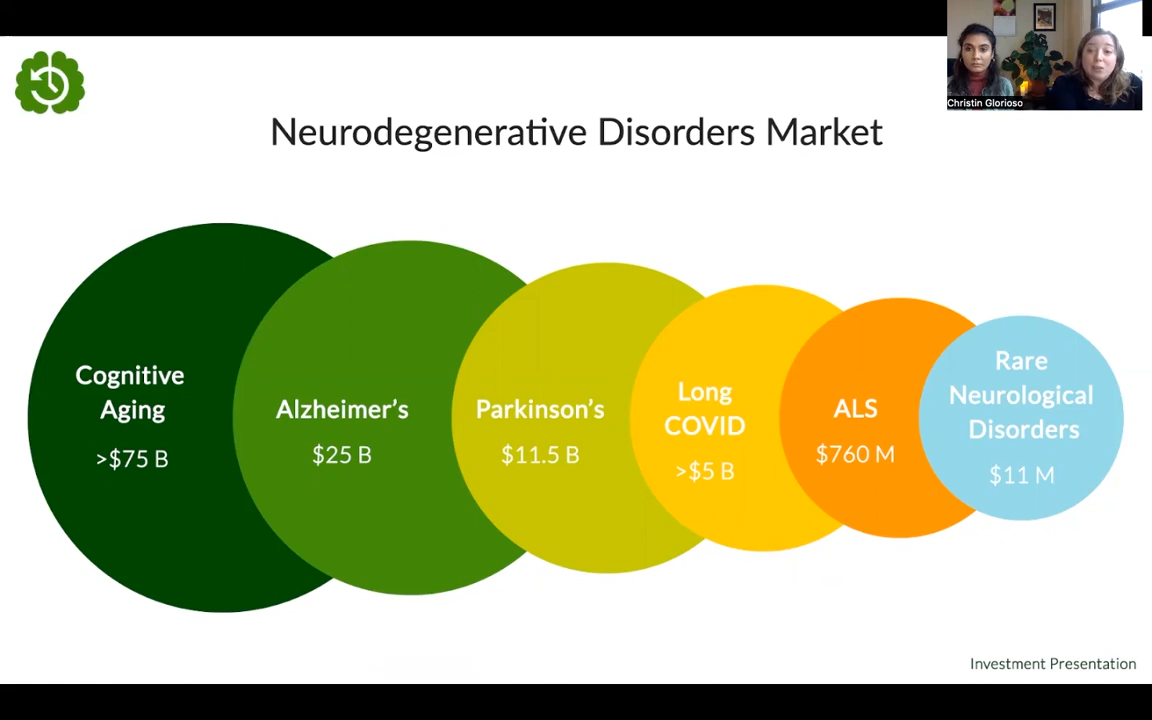 Christin Glorioso
Neurodegenerative Disorders Market
Cognitive
Aging
>$75 B
Alzheimer’s
$25 B
Parkinson’s
$11.5 B
Long
COVID
>$5 B
ALS
$760 M
Rare
Neurological
Disorders
$11 M
Investment Presentation